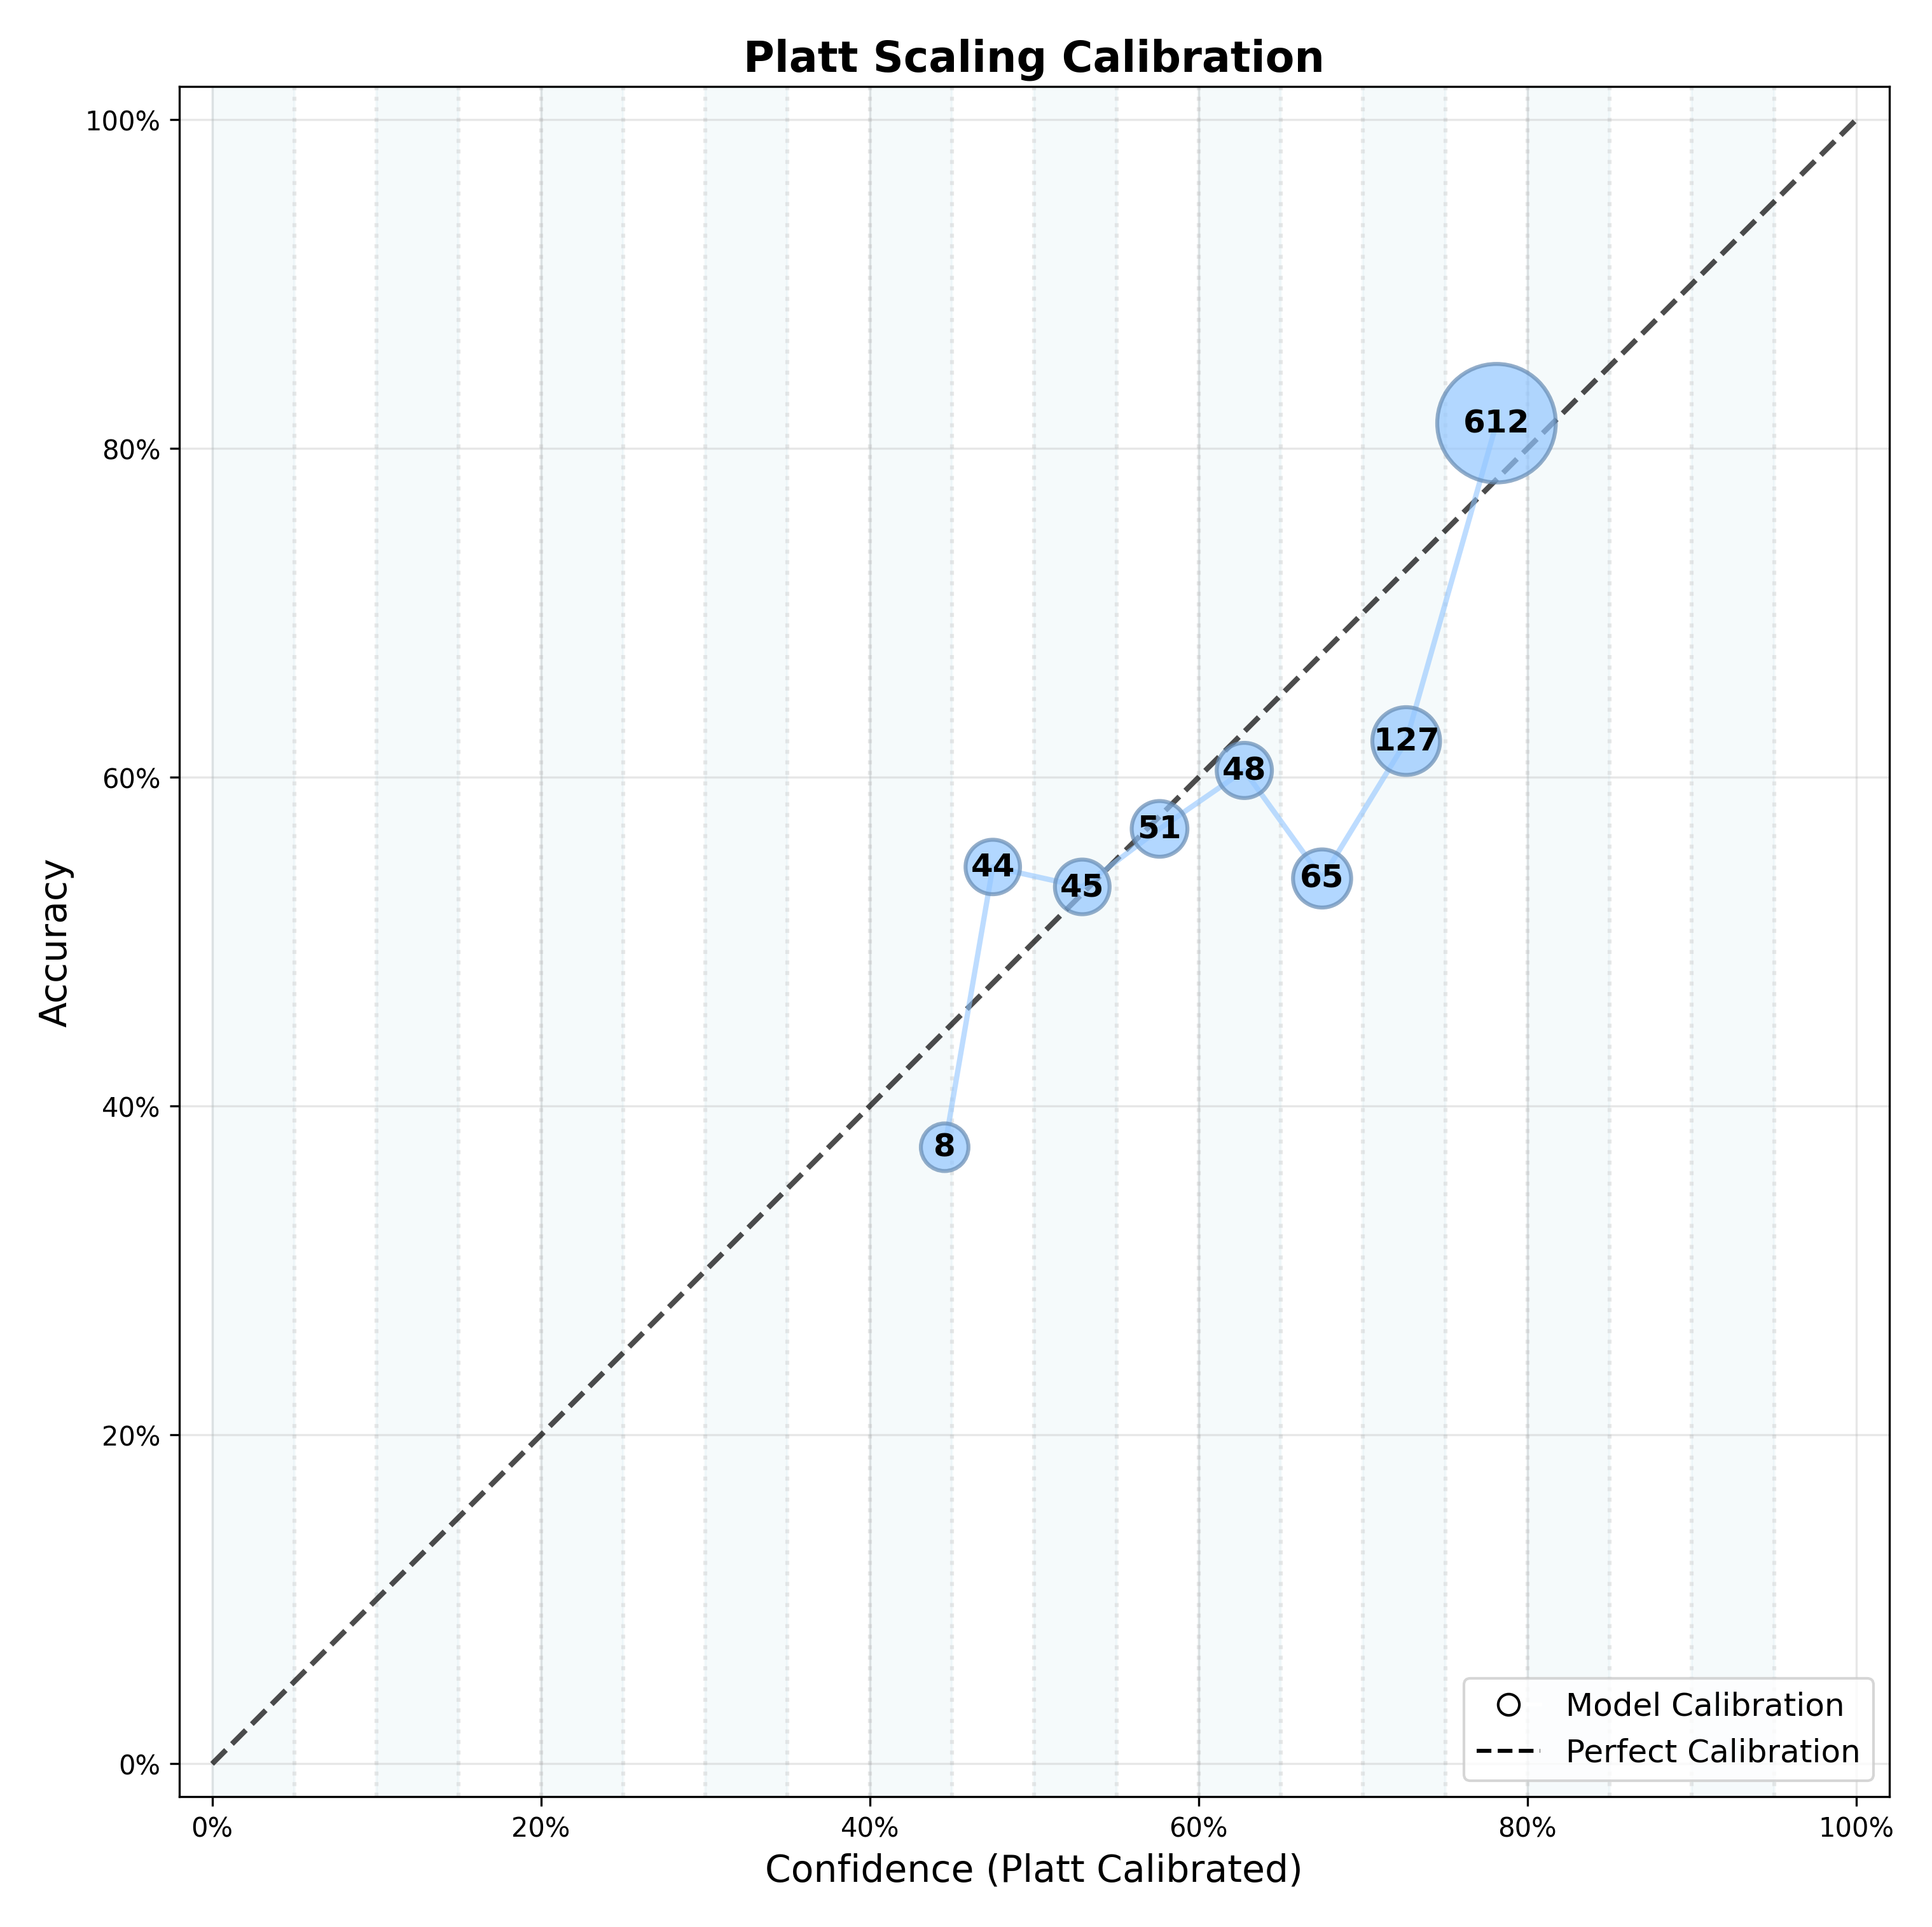 Platt Scaling Calibration
100%
80%
60%
40%
20%
0%
Accuracy
612
127
48
51
44
45
65
8
Model Calibration
Perfect Calibration
0% 20% 40% 60% 80% 100%
Confidence (Platt Calibrated)